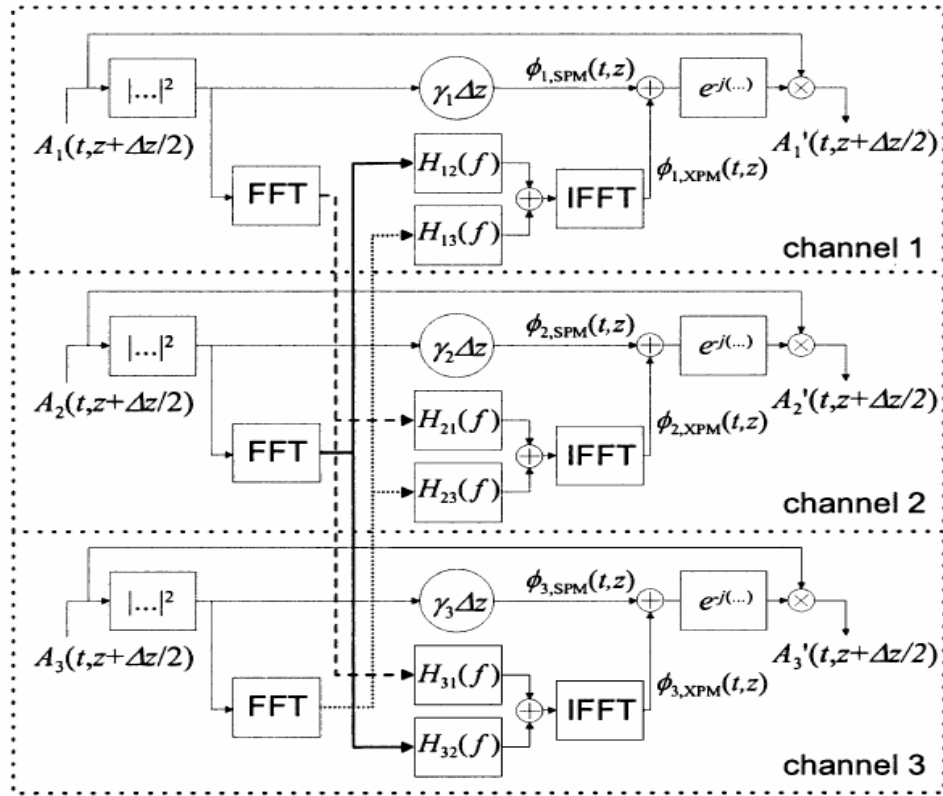 |...|²
γ₁Δz
ϕ₁,SPM(t,z)
+
e⁻ʲ⁽···⁾
×
A₁(t,z+Δz/2)
A₁'(t,z+Δz/2)
FFT
H₁₂(f)
+
IFFT
ϕ₁,XPM(t,z)
H₁₃(f)
channel 1
|...|²
γ₂Δz
ϕ₂,SPM(t,z)
+
e⁻ʲ⁽···⁾
×
A₂(t,z+Δz/2)
A₂'(t,z+Δz/2)
FFT
H₂₁(f)
+
IFFT
ϕ₂,XPM(t,z)
H₂₃(f)
channel 2
|...|²
γ₃Δz
ϕ₃,SPM(t,z)
+
e⁻ʲ⁽···⁾
×
A₃(t,z+Δz/2)
A₃'(t,z+Δz/2)
FFT
H₃₁(f)
+
IFFT
ϕ₃,XPM(t,z)
H₃₂(f)
channel 3